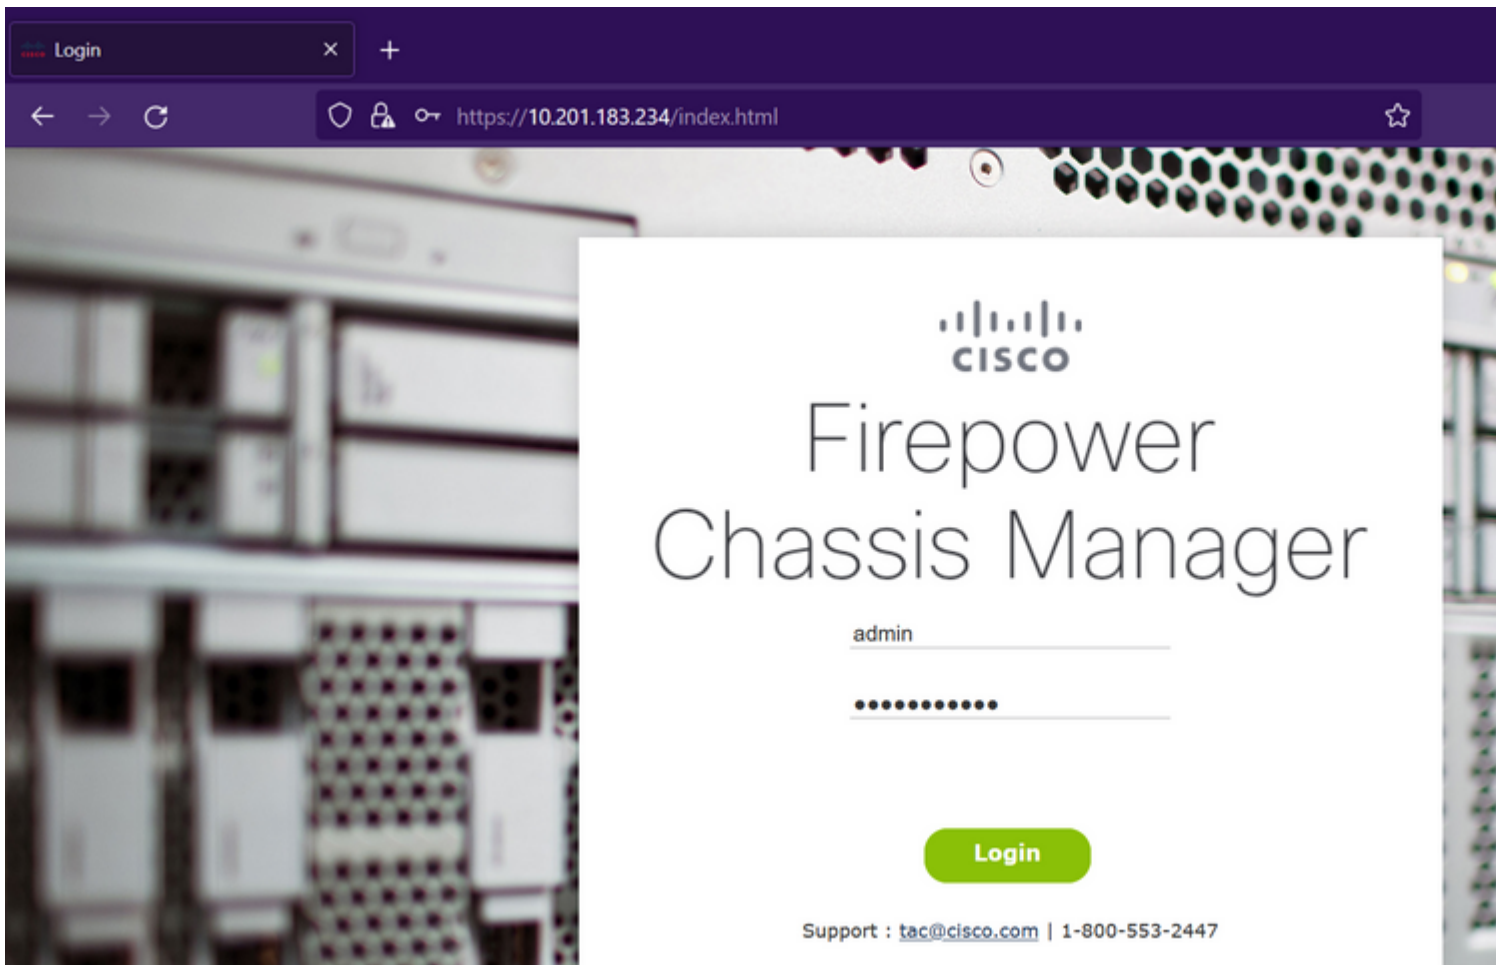 Login
https://10.201.183.234/index.html
CISCO
Firepower
Chassis Manager
admin
•••••••••••
Login
Support : tac@cisco.com | 1-800-553-2447